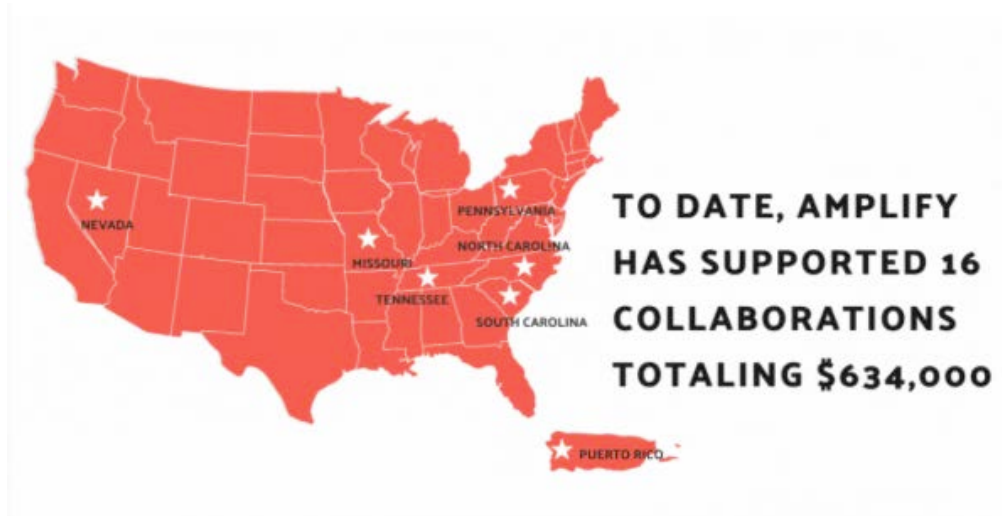 NEVADA
PENNSYLVANIA
NORTH CAROLINA
MISSOURI
TENNESSEE
SOUTH CAROLINA
PUERTO RICO
TO DATE, AMPLIFY
HAS SUPPORTED 16
COLLABORATIONS
TOTALING $634,000